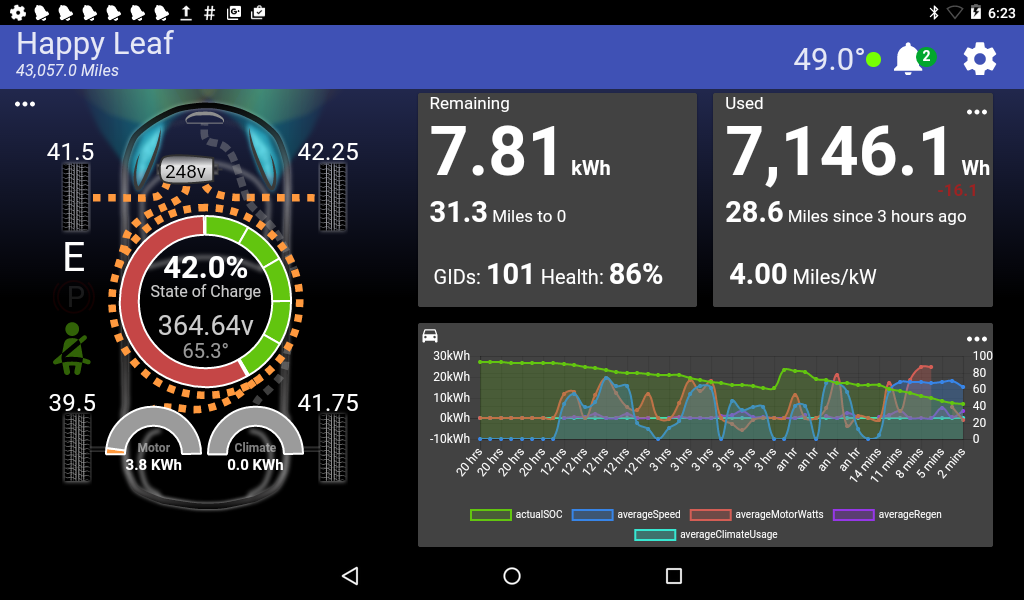 6:23
Happy Leaf
43,057.0 Miles
49.0°
2
41.5
42.25
248v
E
P
42.0%
State of Charge
364.64v
65.3°
39.5
41.75
Motor
3.8 KWh
Climate
0.0 KWh
Remaining
7.81 kWh
31.3 Miles to 0
GIDs: 101 Health: 86%
Used
7,146.1 Wh
-16.1
28.6 Miles since 3 hours ago
4.00 Miles/kW
30kWh
20kWh
10kWh
0kWh
-10kWh
100
80
60
40
20
0
20 hrs
20 hrs
20 hrs
20 hrs
12 hrs
12 hrs
12 hrs
12 hrs
12 hrs
3 hrs
3 hrs
3 hrs
3 hrs
3 hrs
3 hrs
an hr
an hr
an hr
an hr
14 mins
11 mins
8 mins
5 mins
2 mins
actualSOC
averageSpeed
averageMotorWatts
averageRegen
averageClimateUsage